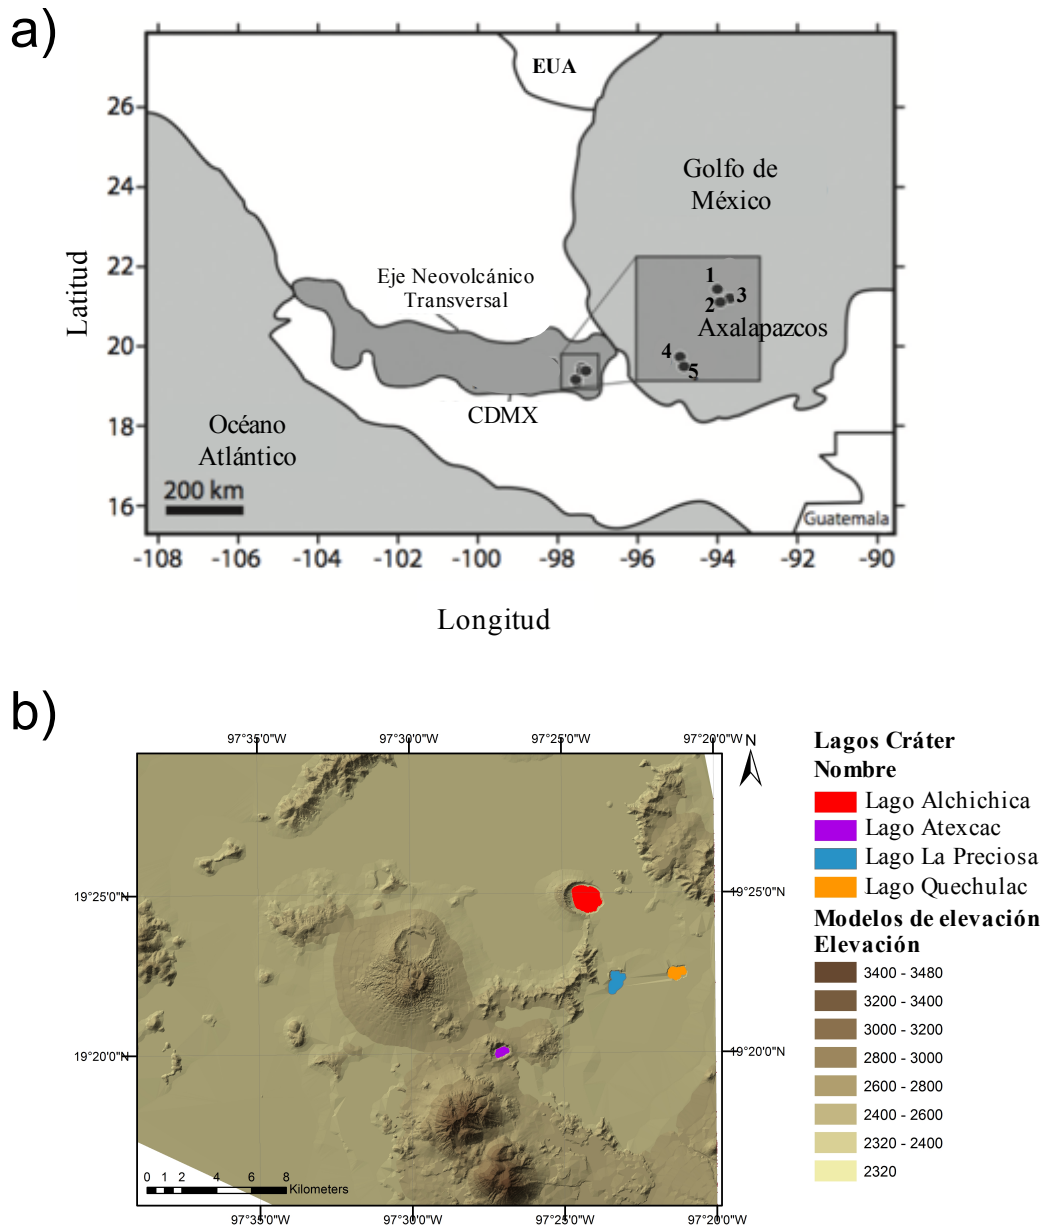 a)
EUA
26
24
22
20
18
16
Latitud
Golfo de
México
Eje Neovolcánico
Transversal
1
2
3
Axalapazcos
4
5
CDMX
Océano
Atlántico
200 km
Guatemala
-108 -106 -104 -102 -100 -98 -96 -94 -92 -90
Longitud
b)
97°35'0"W 97°30'0"W 97°25'0"W 97°20'0"W N
19°25'0"N 19°25'0"N
19°20'0"N 19°20'0"N
0 1 2 4 6 8
Kilometers
97°35'0"W 97°30'0"W 97°25'0"W 97°20'0"W
Lagos Cráter
Nombre
Lago Alchichica
Lago Atexcac
Lago La Preciosa
Lago Quechulac
Modelos de elevación
Elevación
3400 - 3480
3200 - 3400
3000 - 3200
2800 - 3000
2600 - 2800
2400 - 2600
2320 - 2400
2320